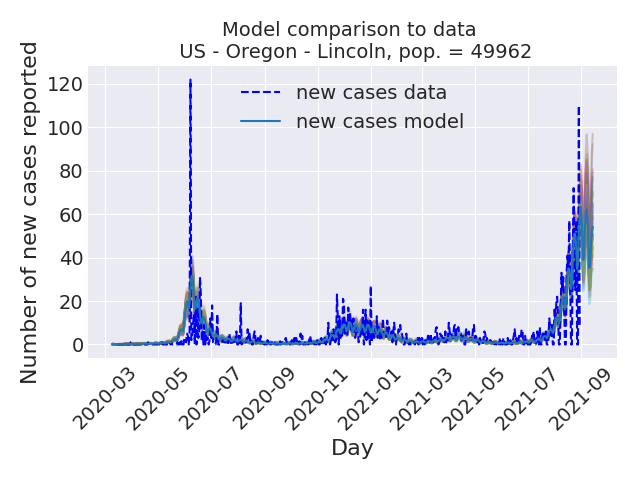 Model comparison to data
US - Oregon - Lincoln, pop. = 49962
Number of new cases reported
120
100
80
60
40
20
0
new cases data
new cases model
2020-03
2020-05
2020-07
2020-09
2020-11
2021-01
2021-03
2021-05
2021-07
2021-09
Day